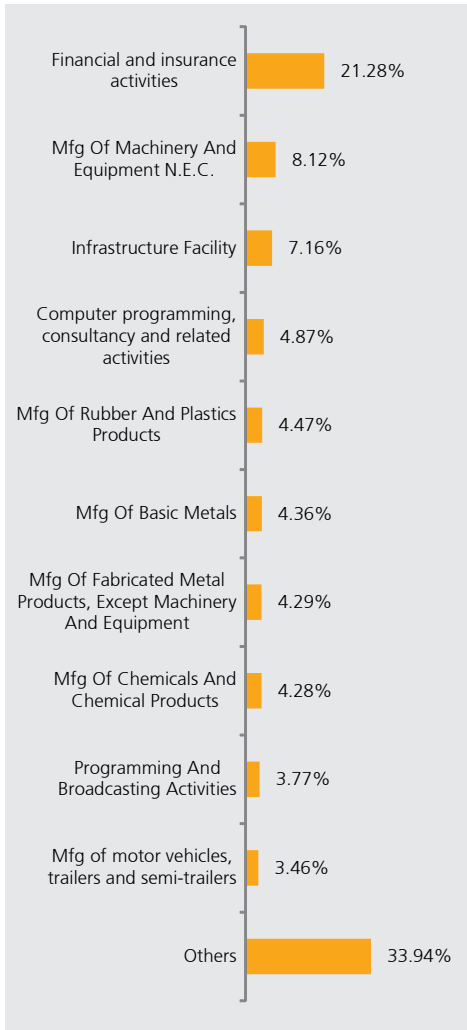 Financial and insurance
activities
21.28%
Mfg Of Machinery And
Equipment N.E.C.
8.12%
Infrastructure Facility
7.16%
Computer programming,
consultancy and related
activities
4.87%
Mfg Of Rubber And Plastics
Products
4.47%
Mfg Of Basic Metals
4.36%
Mfg Of Fabricated Metal
Products, Except Machinery
And Equipment
4.29%
Mfg Of Chemicals And
Chemical Products
4.28%
Programming And
Broadcasting Activities
3.77%
Mfg of motor vehicles,
trailers and semi-trailers
3.46%
Others
33.94%